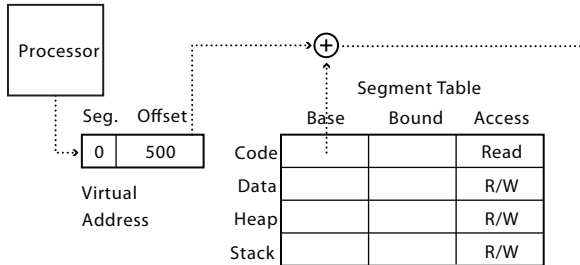 Processor
Segment Table
Seg. Offset
Base Bound Access
0 500
Code Read
Data R/W
Virtual
Address
Heap R/W
Stack R/W